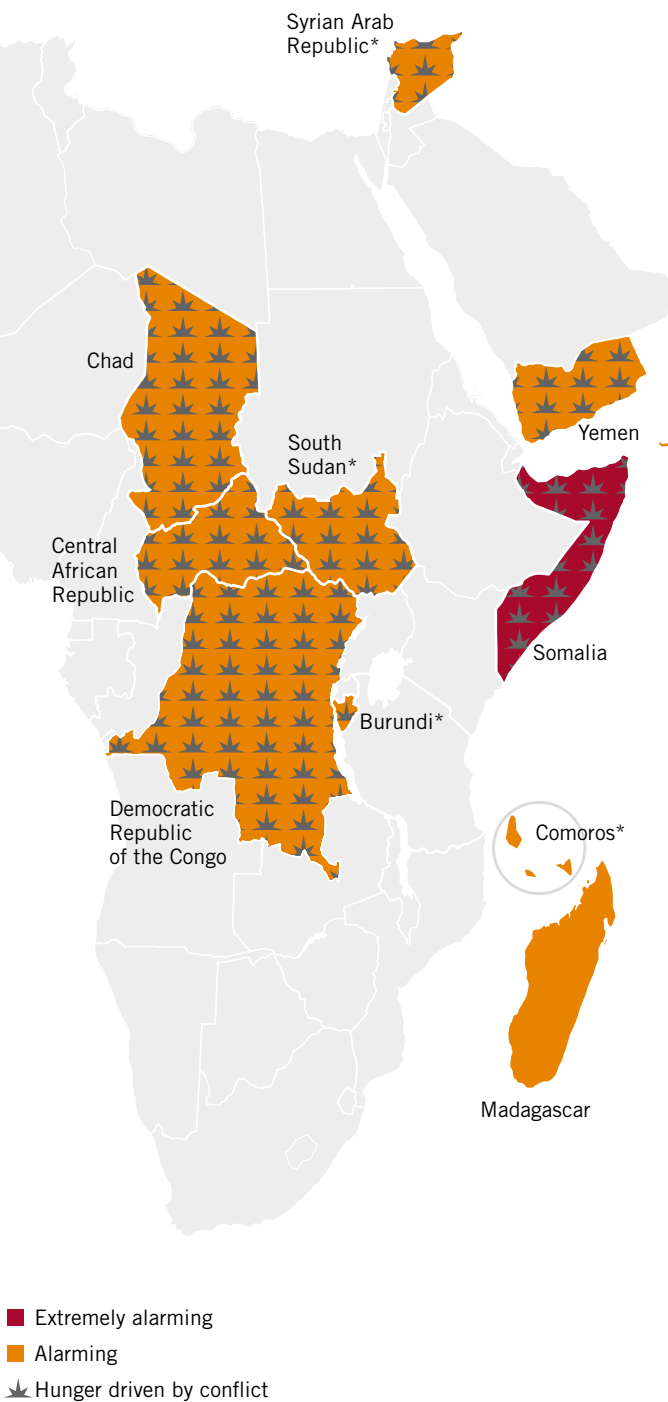 Syrian Arab
Republic*
Chad
South
Sudan*
Yemen
Central
African
Republic
Somalia
Burundi*
Democratic
Republic
of the Congo
Comoros*
Madagascar
Extremely alarming
Alarming
Hunger driven by conflict